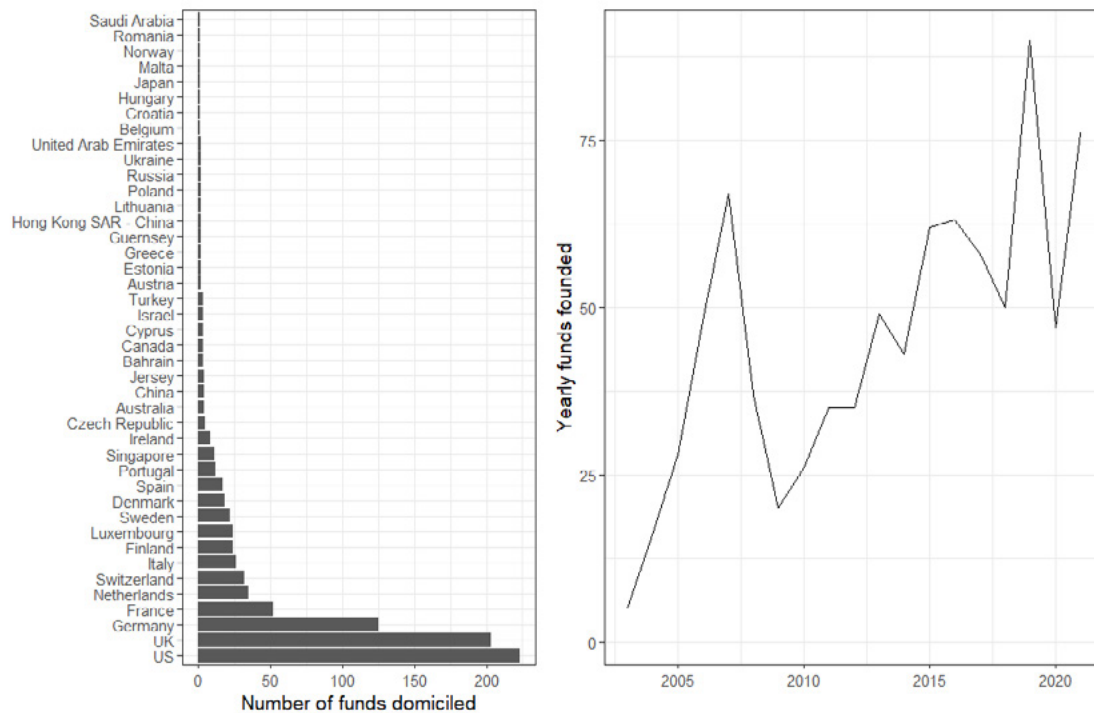 Saudi Arabia
Romania
Norway
Malta
Japan
Hungary
Croatia
Belgium
United Arab Emirates
Ukraine
Russia
Poland
Lithuania
Hong Kong SAR - China
Guernsey
Greece
Estonia
Austria
Turkey
Israel
Cyprus
Canada
Bahrain
Jersey
China
Australia
Czech Republic
Ireland
Singapore
Portugal
Spain
Denmark
Sweden
Luxembourg
Finland
Italy
Switzerland
Netherlands
France
Germany
UK
US
0 50 100 150 200
Number of funds domiciled
Yearly funds founded
75
50
25
0
2005 2010 2015 2020